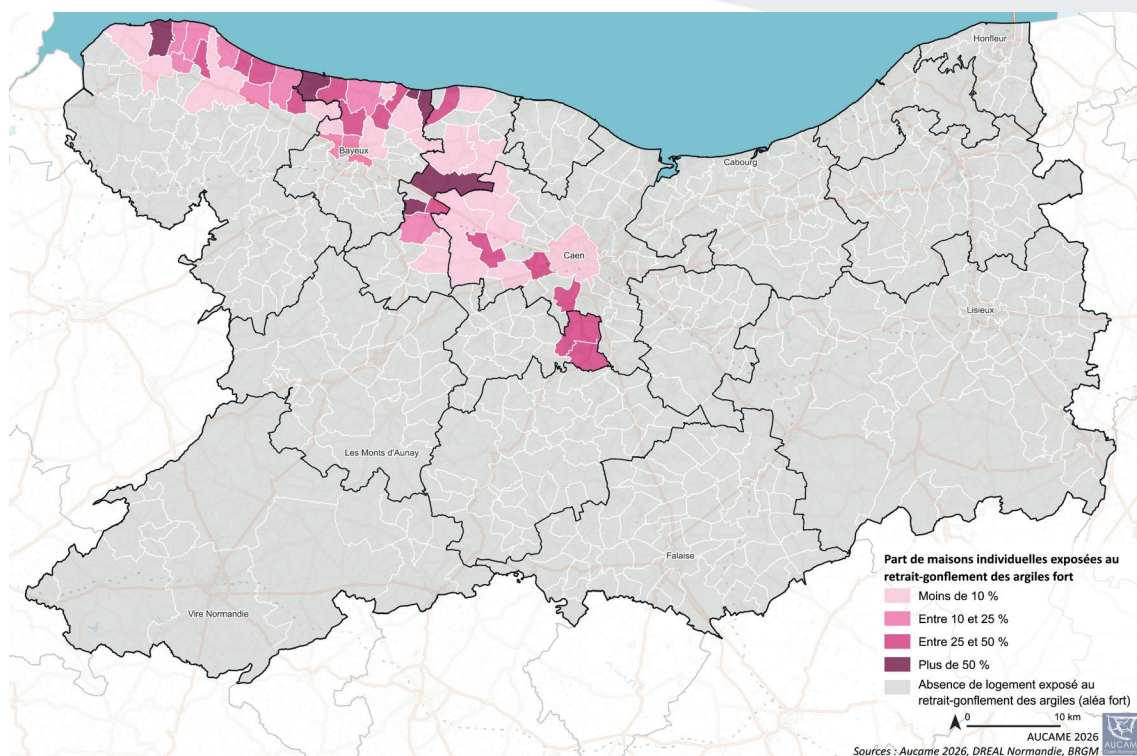 Honfleur
Cabourg
Bayeux
Caen
Lisieux
Les Monts d'Aunay
Falaise
Vire Normandie
Part de maisons individuelles exposées au
retrait-gonflement des argiles fort
Moins de 10 %
Entre 10 et 25 %
Entre 25 et 50 %
Plus de 50 %
Absence de logement exposé au
retrait-gonflement des argiles (aléa fort)
0 10 km
AUCAME 2026
AUCAME
Sources : Aucame 2026, DREAL Normandie, BRGM